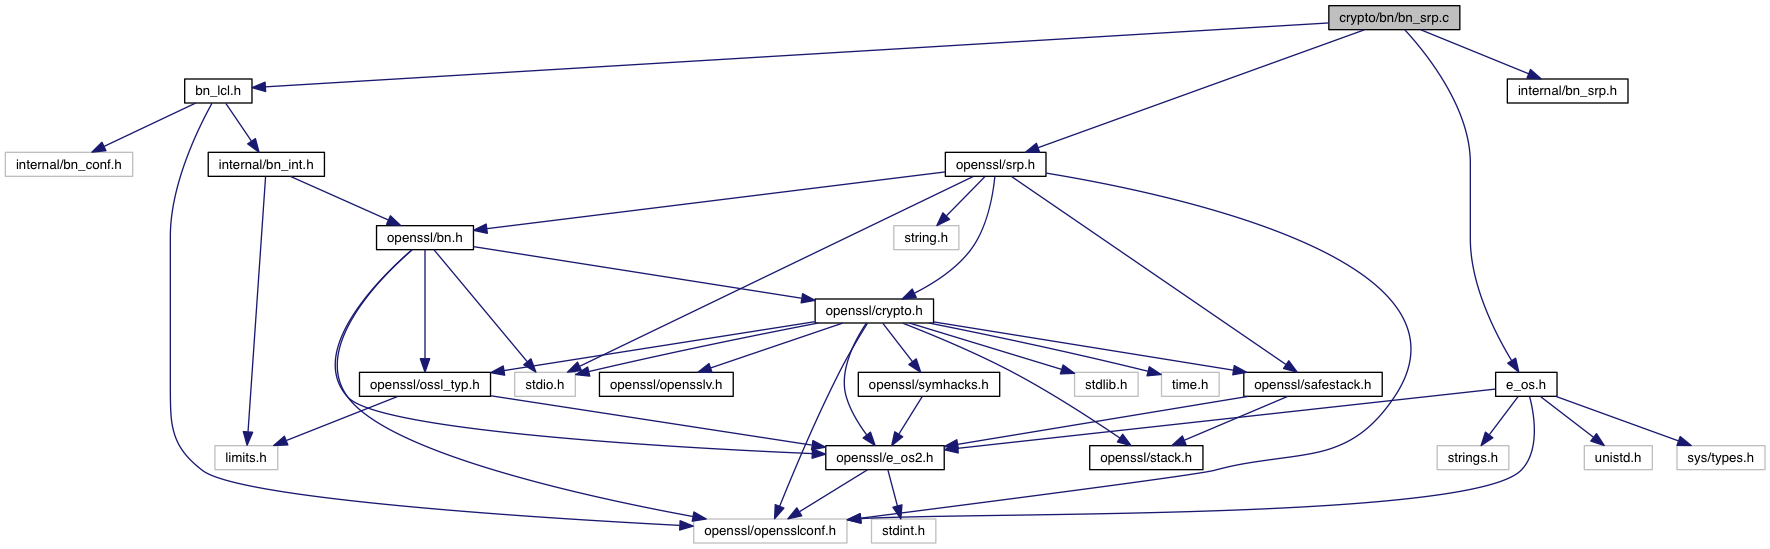 crypto/bn/bn_srp.c
bn_lcl.h
internal/bn_srp.h
internal/bn_conf.h
internal/bn_int.h
openssl/srp.h
openssl/bn.h
string.h
openssl/crypto.h
openssl/ossl_typ.h
stdio.h
openssl/opensslv.h
openssl/symhacks.h
stdlib.h
time.h
openssl/safestack.h
e_os.h
limits.h
openssl/e_os2.h
openssl/stack.h
strings.h
unistd.h
sys/types.h
openssl/opensslconf.h
stdint.h